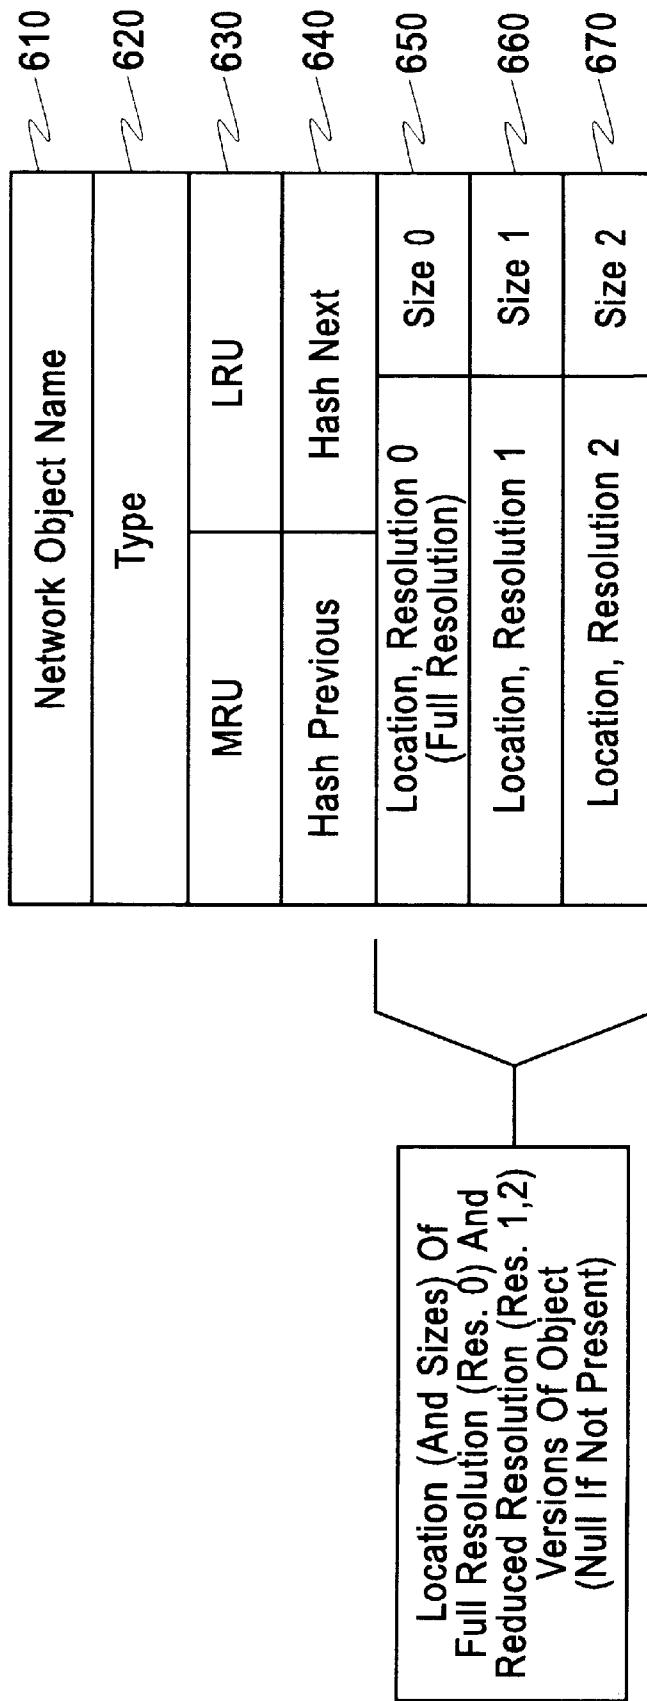 Network Object Name 610
Type 620
MRU LRU 630
Hash Previous Hash Next 640
Location, Resolution 0
(Full Resolution) Size 0 650
Location, Resolution 1 Size 1 660
Location, Resolution 2 Size 2 670
Location (And Sizes) Of
Full Resolution (Res. 0) And
Reduced Resolution (Res. 1,2)
Versions Of Object
(Null If Not Present)